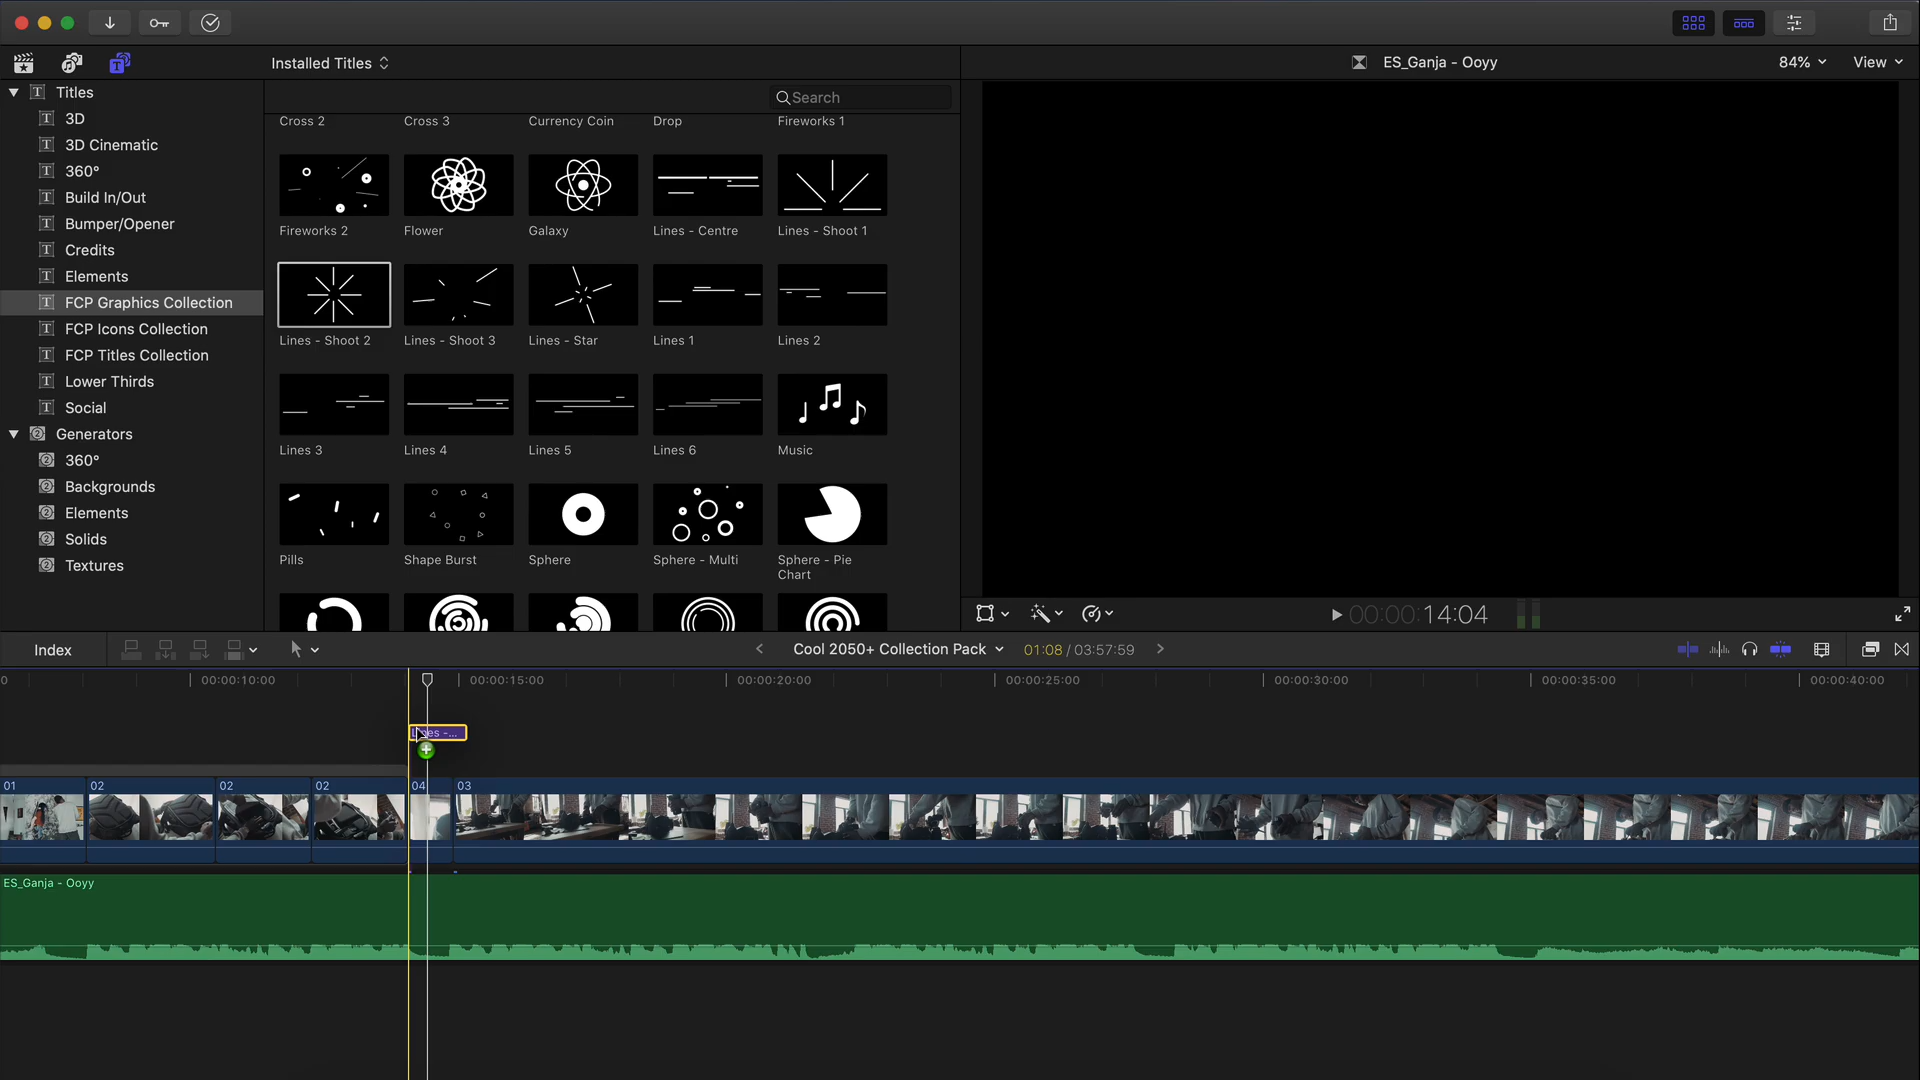 Installed Titles
ES_Ganja - Ooyy
84%
View
Titles
3D
3D Cinematic
360°
Build In/Out
Bumper/Opener
Credits
Elements
FCP Graphics Collection
FCP Icons Collection
FCP Titles Collection
Lower Thirds
Social
Generators
360°
Backgrounds
Elements
Solids
Textures
Search
Cross 2
Cross 3
Currency Coin
Drop
Fireworks 1
Fireworks 2
Flower
Galaxy
Lines - Centre
Lines - Shoot 1
Lines - Shoot 2
Lines - Shoot 3
Lines - Star
Lines 1
Lines 2
Lines 3
Lines 4
Lines 5
Lines 6
Music
Pills
Shape Burst
Sphere
Sphere - Multi
Sphere - Pie
Chart
00:00:14:04
Index
Cool 2050+ Collection Pack
01:08 / 03:57:59
00:00:10:00
00:00:15:00
00:00:20:00
00:00:25:00
00:00:30:00
00:00:35:00
00:00:40:00
01
02
02
02
04
03
ES_Ganja - Ooyy